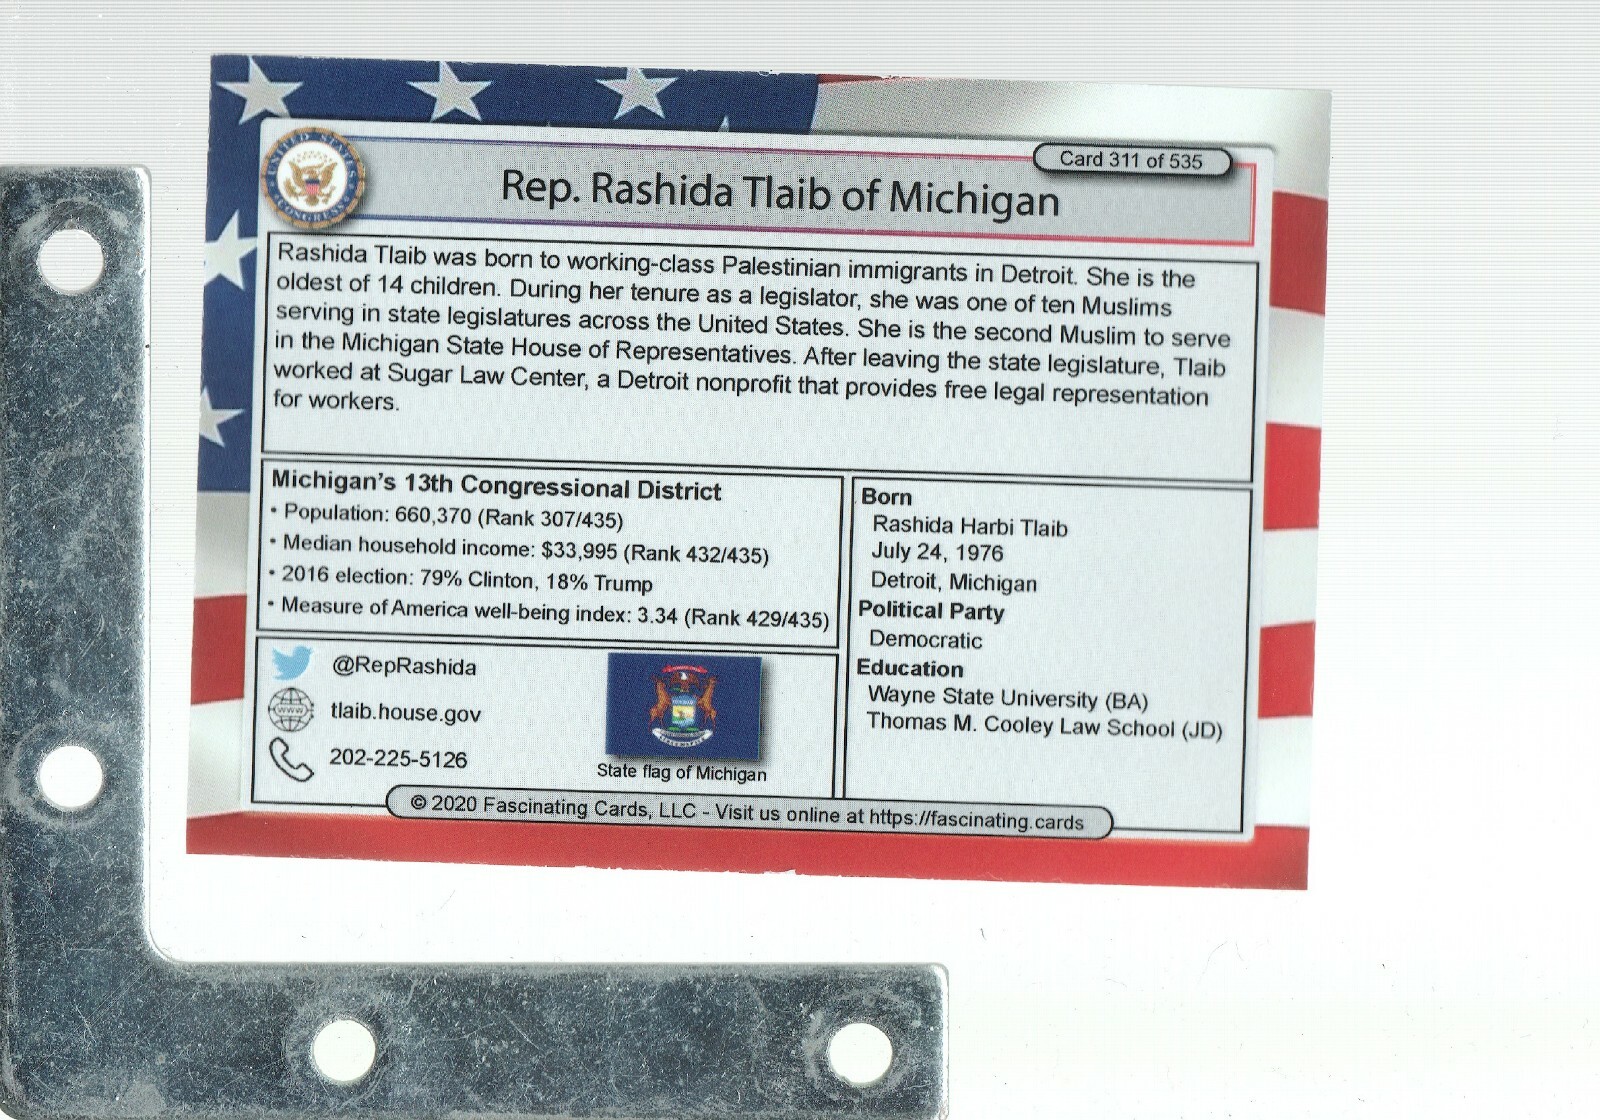 UNITED STATES
CONGRESS
Card 311 of 535
Rep. Rashida Tlaib of Michigan
Rashida Tlaib was born to working-class Palestinian immigrants in Detroit. She is the
oldest of 14 children. During her tenure as a legislator, she was one of ten Muslims
serving in state legislatures across the United States. She is the second Muslim to serve
in the Michigan State House of Representatives. After leaving the state legislature, Tlaib
worked at Sugar Law Center, a Detroit nonprofit that provides free legal representation
for workers.
Michigan's 13th Congressional District
• Population: 660,370 (Rank 307/435)
• Median household income: $33,995 (Rank 432/435)
• 2016 election: 79% Clinton, 18% Trump
• Measure of America well-being index: 3.34 (Rank 429/435)
Born
Rashida Harbi Tlaib
July 24, 1976
Detroit, Michigan
Political Party
Democratic
Education
Wayne State University (BA)
Thomas M. Cooley Law School (JD)
@RepRashida
www
tlaib.house.gov
202-225-5126
State flag of Michigan
© 2020 Fascinating Cards, LLC - Visit us online at https://fascinating.cards